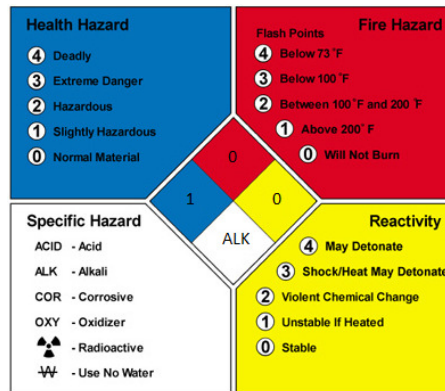 Health Hazard
4 Deadly
3 Extreme Danger
2 Hazardous
1 Slightly Hazardous
0 Normal Material
Fire Hazard
Flash Points
4 Below 73 °F
3 Below 100 °F
2 Between 100 °F and 200 °F
1 Above 200 °F
0 Will Not Burn
0
1
0
ALK
Specific Hazard
ACID - Acid
ALK - Alkali
COR - Corrosive
OXY - Oxidizer
- Radioactive
W - Use No Water
Reactivity
4 May Detonate
3 Shock/Heat May Detonate
2 Violent Chemical Change
1 Unstable If Heated
0 Stable